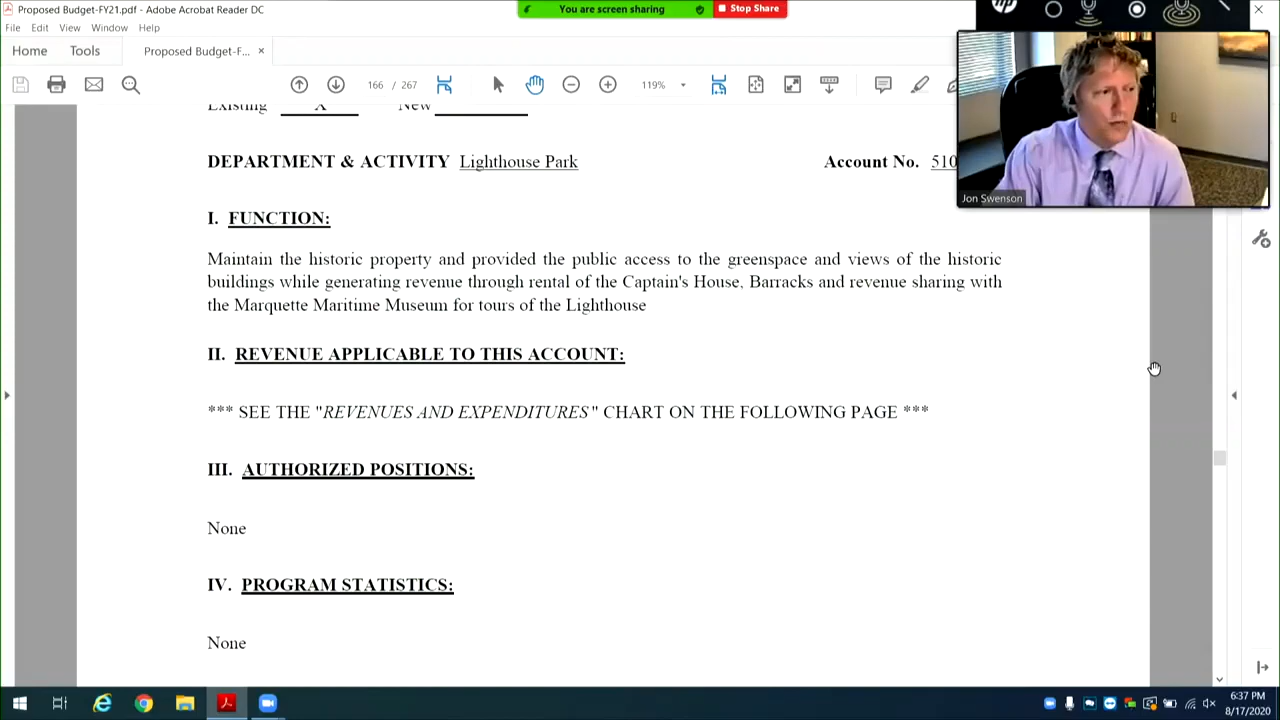 Proposed Budget-FY21.pdf - Adobe Acrobat Reader DC
You are screen sharing
Stop Share
File Edit View Window Help
Home Tools Proposed Budget-F... ×
166 / 267 119%
Existing X New
DEPARTMENT & ACTIVITY Lighthouse Park Account No. 510
Jon Swenson
I. FUNCTION:
Maintain the historic property and provided the public access to the greenspace and views of the historic
buildings while generating revenue through rental of the Captain's House, Barracks and revenue sharing with
the Marquette Maritime Museum for tours of the Lighthouse
II. REVENUE APPLICABLE TO THIS ACCOUNT:
*** SEE THE "REVENUES AND EXPENDITURES" CHART ON THE FOLLOWING PAGE ***
III. AUTHORIZED POSITIONS:
None
IV. PROGRAM STATISTICS:
None
6:37 PM
8/17/2020